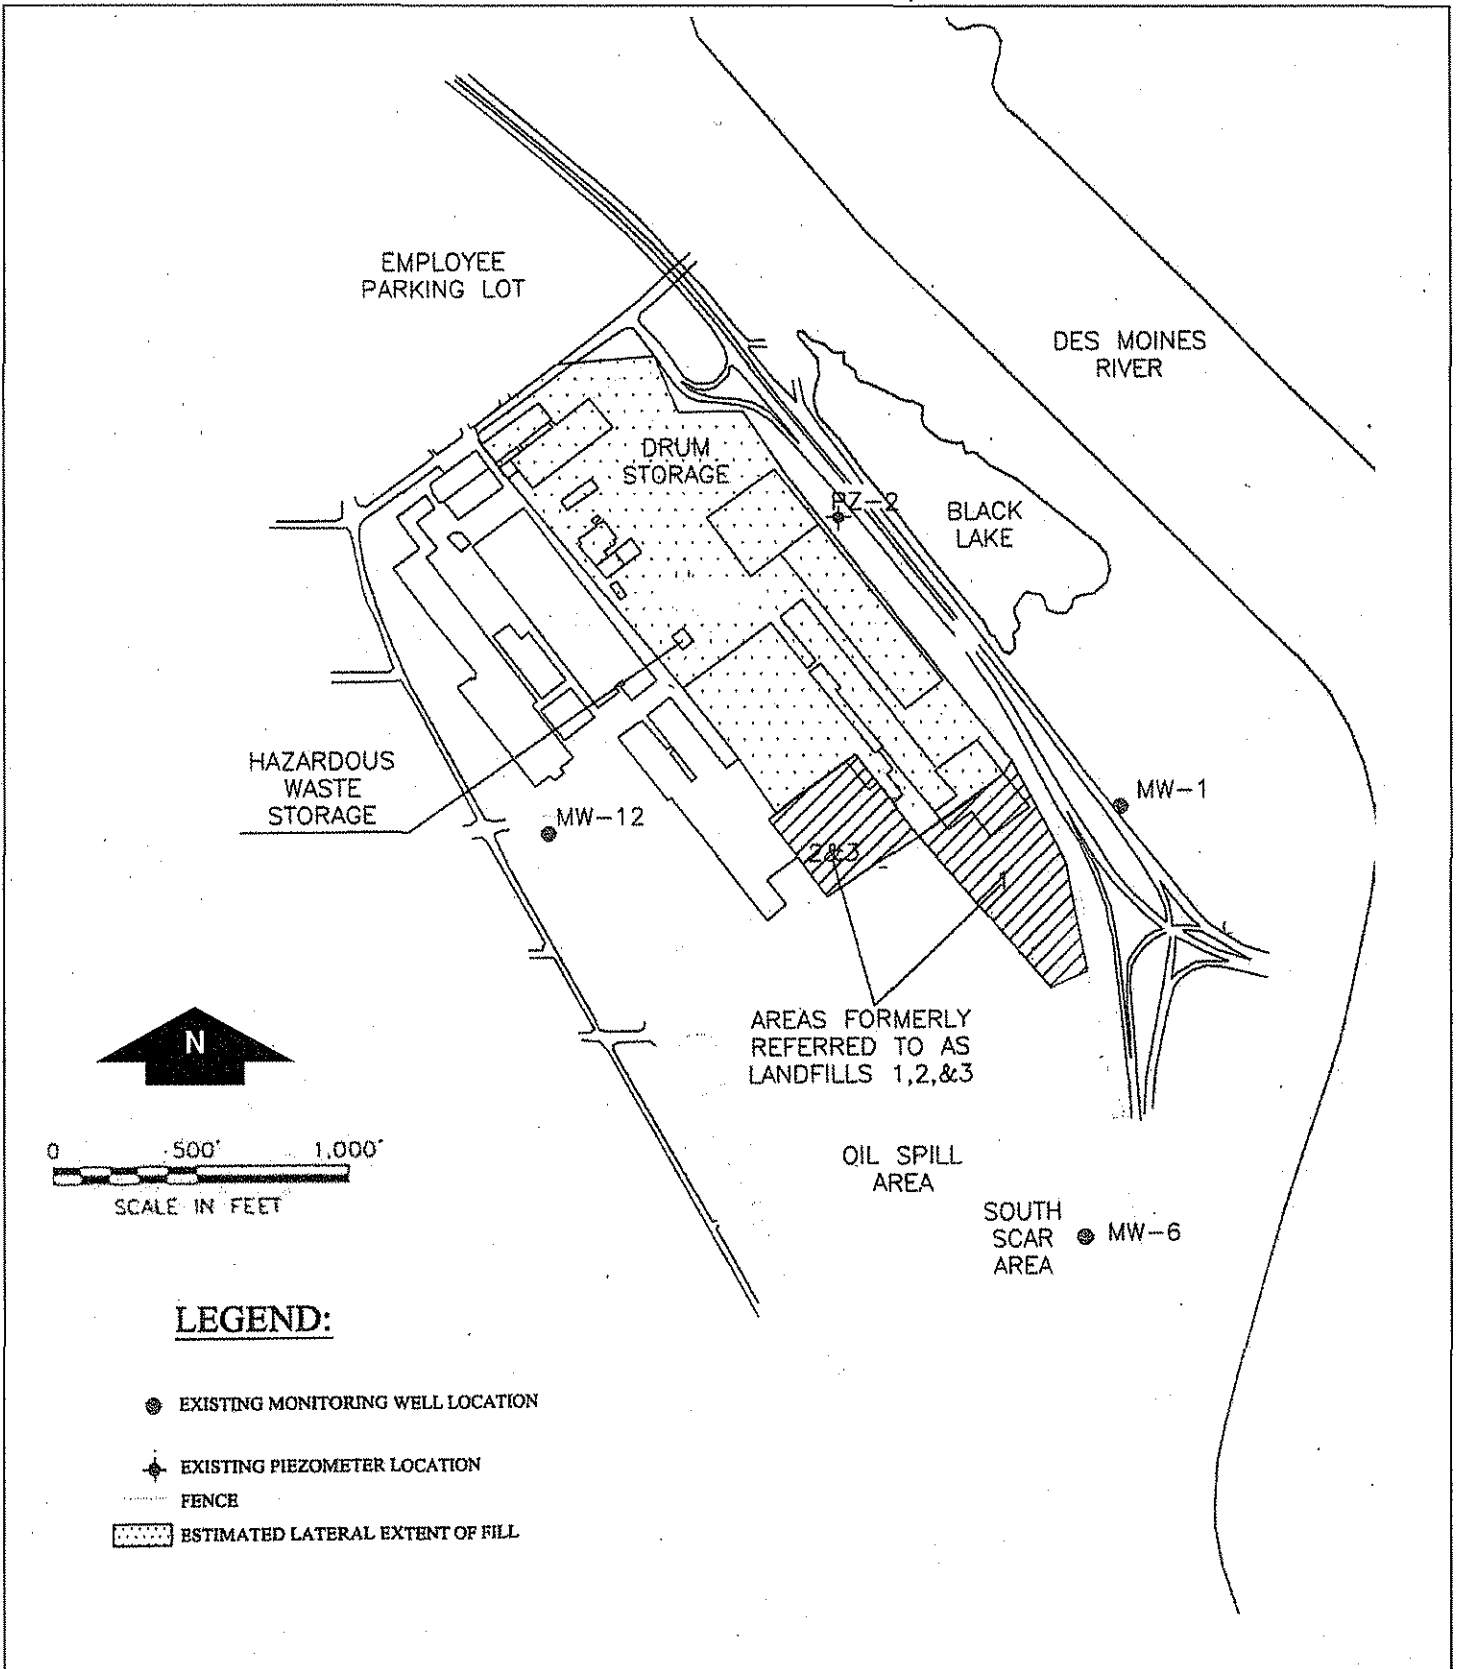 EMPLOYEE
PARKING LOT
DES MOINES
RIVER
DRUM
STORAGE
PZ-2
BLACK
LAKE
HAZARDOUS
WASTE
STORAGE
MW-12
MW-1
2&3
1
AREAS FORMERLY
REFERRED TO AS
LANDFILLS 1,2,&3
N
0 500' 1,000'
SCALE IN FEET
OIL SPILL
AREA
SOUTH
SCAR
AREA
MW-6
LEGEND:
EXISTING MONITORING WELL LOCATION
EXISTING PIEZOMETER LOCATION
FENCE
ESTIMATED LATERAL EXTENT OF FILL